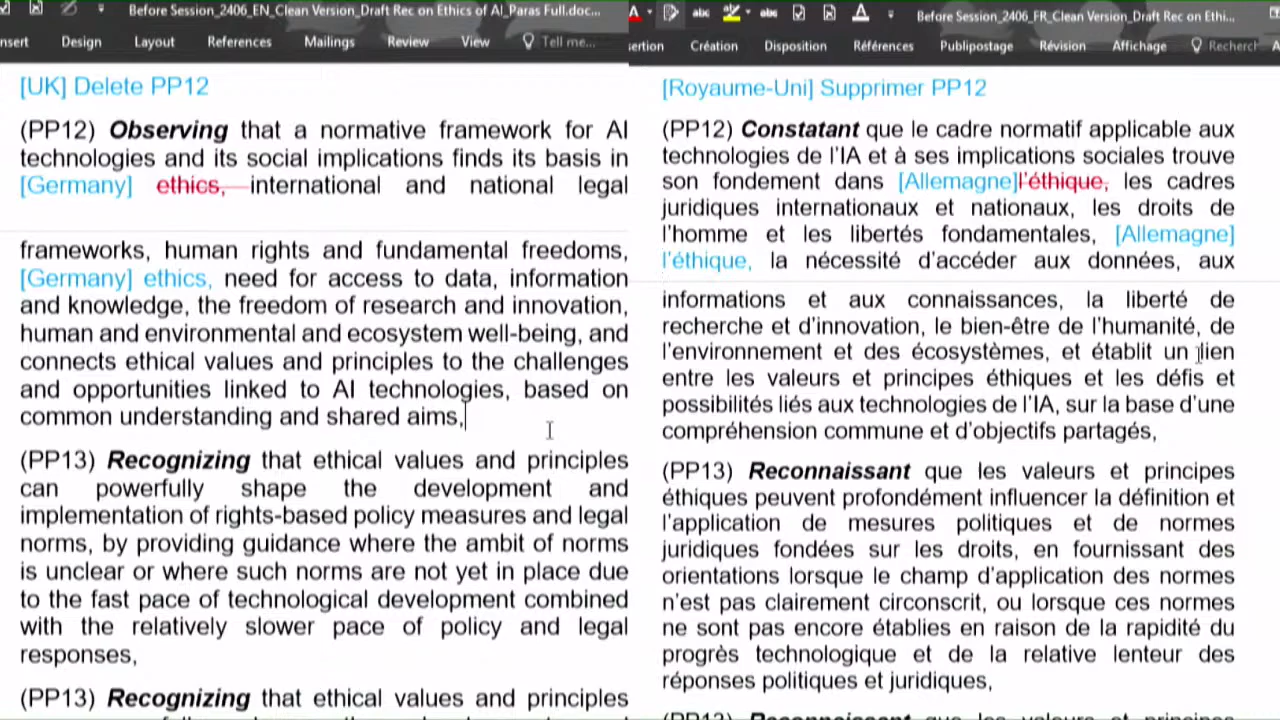 Before Session_2406_EN_Clean Version_Draft Rec on Ethics of AI_Paras Full.doc...
nsert Design Layout References Mailings Review View Tell me...
[UK] Delete PP12
(PP12) Observing that a normative framework for AI
technologies and its social implications finds its basis in
[Germany] ethics, international and national legal
frameworks, human rights and fundamental freedoms,
[Germany] ethics, need for access to data, information
and knowledge, the freedom of research and innovation,
human and environmental and ecosystem well-being, and
connects ethical values and principles to the challenges
and opportunities linked to AI technologies, based on
common understanding and shared aims,
(PP13) Recognizing that ethical values and principles
can powerfully shape the development and
implementation of rights-based policy measures and legal
norms, by providing guidance where the ambit of norms
is unclear or where such norms are not yet in place due
to the fast pace of technological development combined
with the relatively slower pace of policy and legal
responses,
(PP13) Recognizing that ethical values and principles
Before Session_2406_FR_Clean Version_Draft Rec on Ethi...
sertion Création Disposition Références Publipostage Révision Affichage Recherc
[Royaume-Uni] Supprimer PP12
(PP12) Constatant que le cadre normatif applicable aux
technologies de l'IA et à ses implications sociales trouve
son fondement dans [Allemagne]l'éthique, les cadres
juridiques internationaux et nationaux, les droits de
l'homme et les libertés fondamentales, [Allemagne]
l'éthique, la nécessité d'accéder aux données, aux
informations et aux connaissances, la liberté de
recherche et d'innovation, le bien-être de l'humanité, de
l'environnement et des écosystèmes, et établit un lien
entre les valeurs et principes éthiques et les défis et
possibilités liés aux technologies de l'IA, sur la base d'une
compréhension commune et d'objectifs partagés,
(PP13) Reconnaissant que les valeurs et principes
éthiques peuvent profondément influencer la définition et
l'application de mesures politiques et de normes
juridiques fondées sur les droits, en fournissant des
orientations lorsque le champ d'application des normes
n'est pas clairement circonscrit, ou lorsque ces normes
ne sont pas encore établies en raison de la rapidité du
progrès technologique et de la relative lenteur des
réponses politiques et juridiques,
(PP13) Reconnaissant que les valeurs et principes